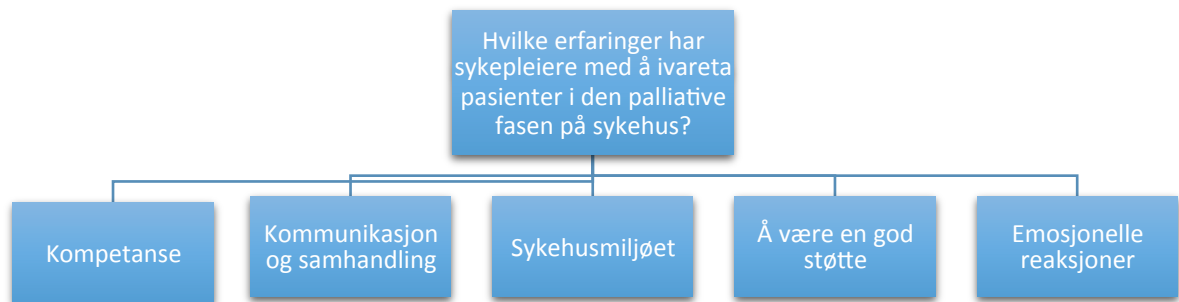 Hvilke erfaringer har
sykepleiere med å ivareta
pasienter i den palliative
fasen på sykehus?
Kompetanse
Kommunikasjon
og samhandling
Sykehusmiljøet
Å være en god
støtte
Emosjonelle
reaksjoner